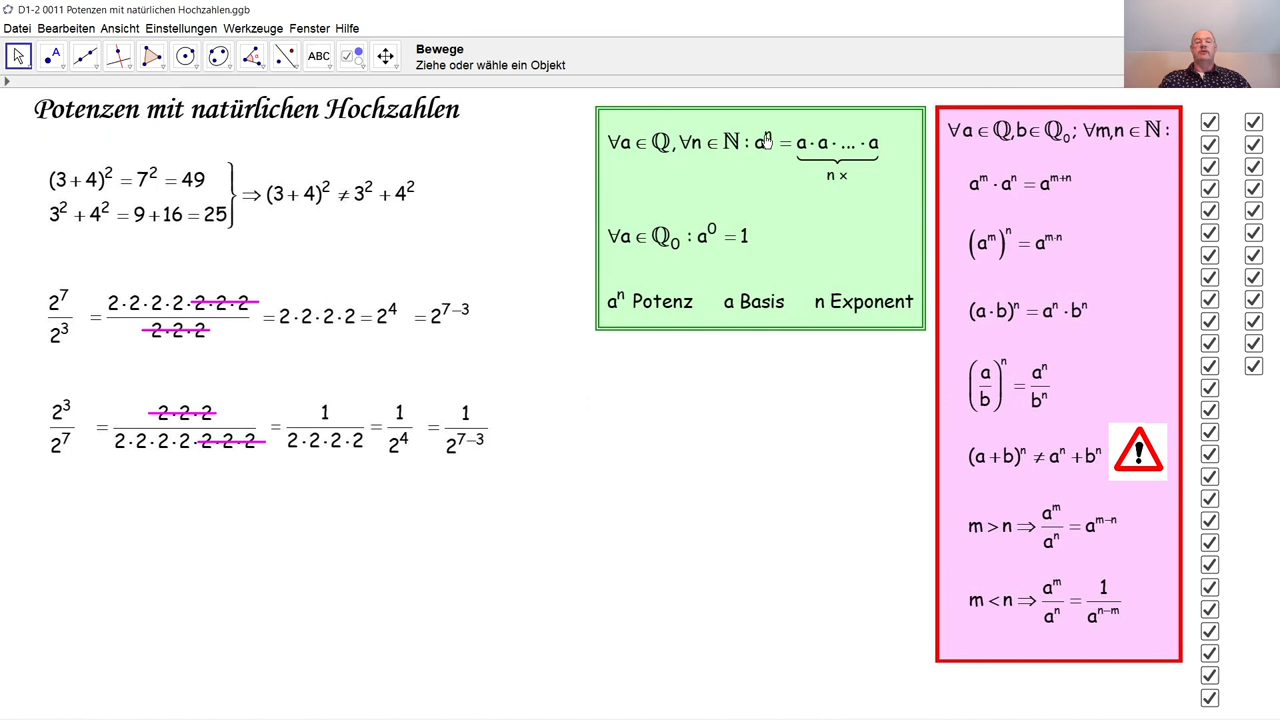 D1-2 0011 Potenzen mit natürlichen Hochzahlen.ggb
Datei Bearbeiten Ansicht Einstellungen Werkzeuge Fenster Hilfe
A ABC Bewege
Ziehe oder wähle ein Objekt
Potenzen mit natürlichen Hochzahlen
(3+4)² = 7² = 49
3² + 4² = 9 + 16 = 25
⇒ (3+4)² ≠ 3² + 4²
2⁷/2³ = 2·2·2·2·2·2·2/2·2·2 = 2·2·2·2 = 2⁴ = 2⁷⁻³
2³/2⁷ = 2·2·2/2·2·2·2·2·2·2 = 1/2·2·2·2 = 1/2⁴ = 1/2⁷⁻³
∀a ∈ ℚ, ∀n ∈ ℕ : aⁿ = a·a·...·a
n ×
∀a ∈ ℚ₀ : a⁰ = 1
aⁿ Potenz a Basis n Exponent
∀a ∈ ℚ, b ∈ ℚ₀ ; ∀m,n ∈ ℕ :
aᵐ · aⁿ = aᵐ⁺ⁿ
(aᵐ)ⁿ = a^(m·n)
(a·b)ⁿ = aⁿ · bⁿ
(a/b)ⁿ = aⁿ/bⁿ
(a+b)ⁿ ≠ aⁿ + bⁿ !
m > n ⇒ aᵐ/aⁿ = aᵐ⁻ⁿ
m < n ⇒ aᵐ/aⁿ = 1/aⁿ⁻ᵐ